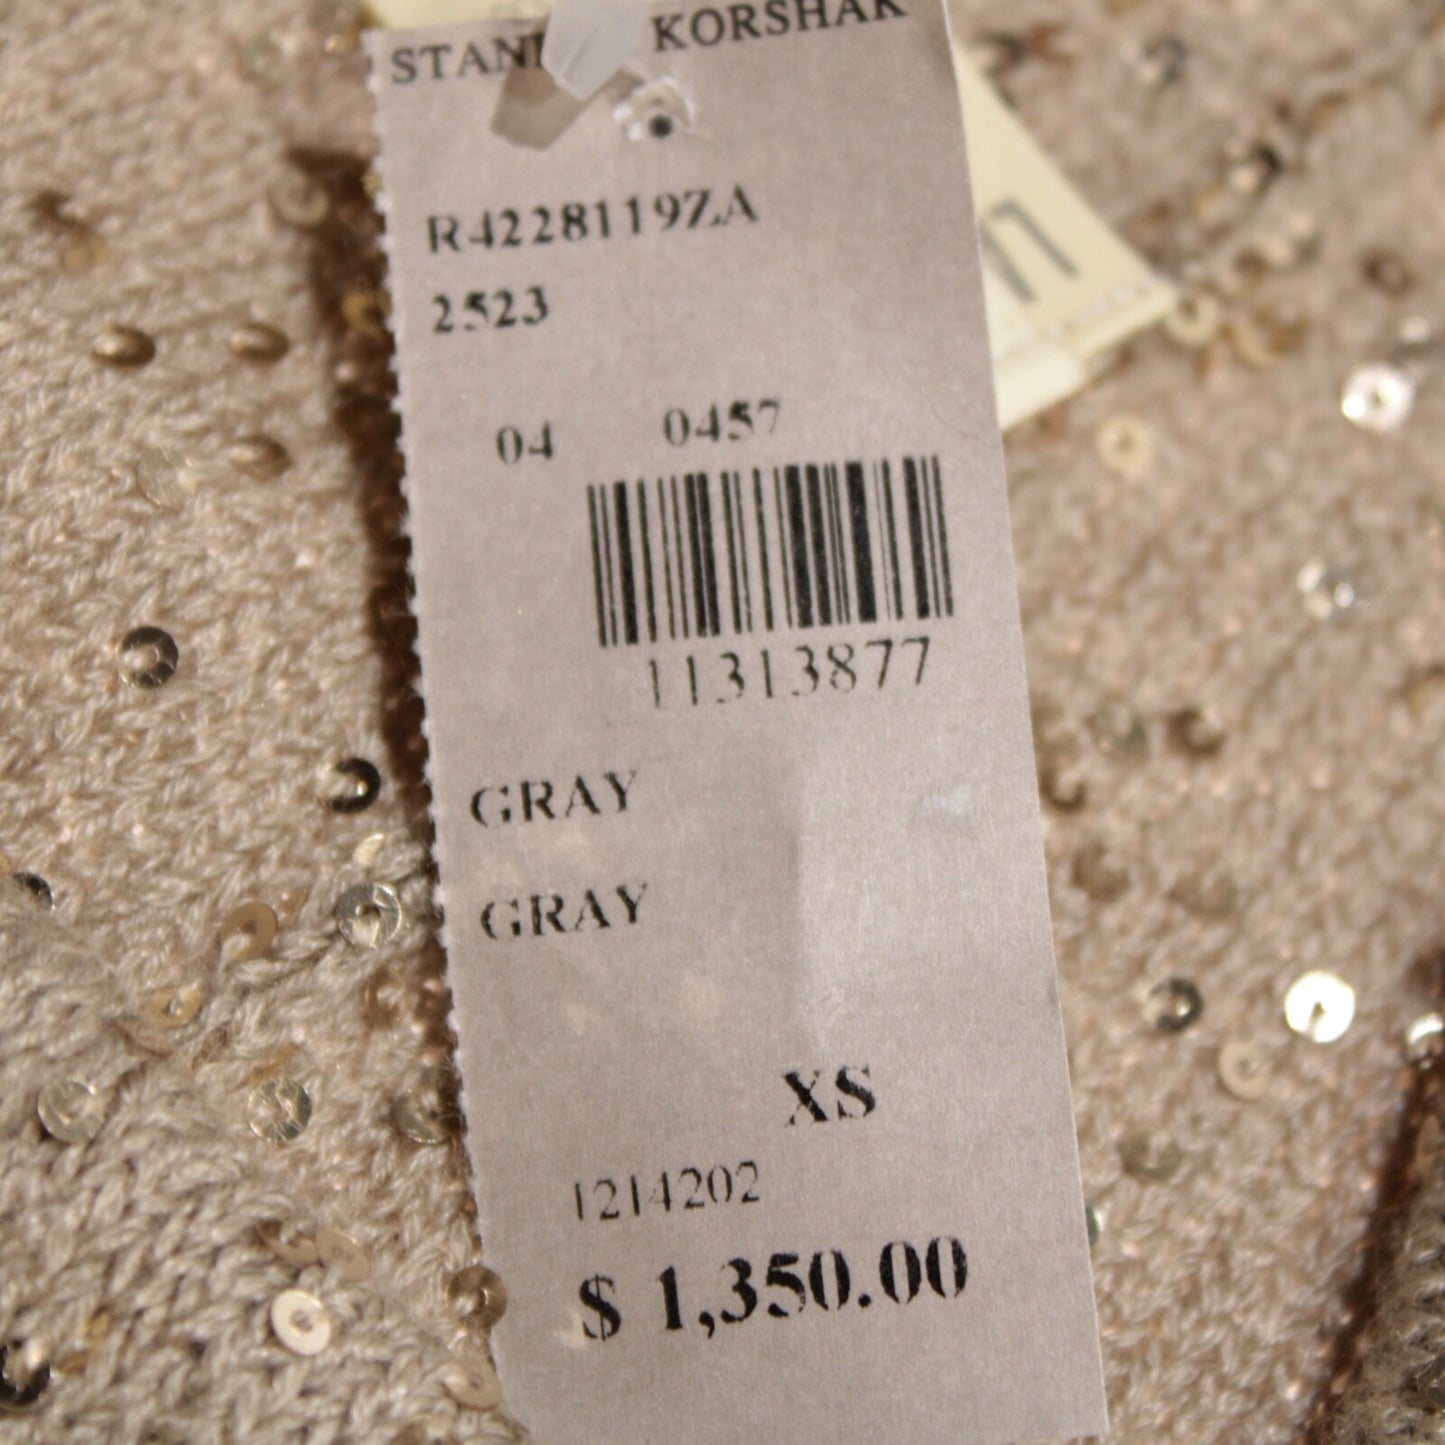 KORSHAK
R4228119ZA
2523
04 0457
11313877
GRAY
GRAY
XS
1214202
$ 1,350.00